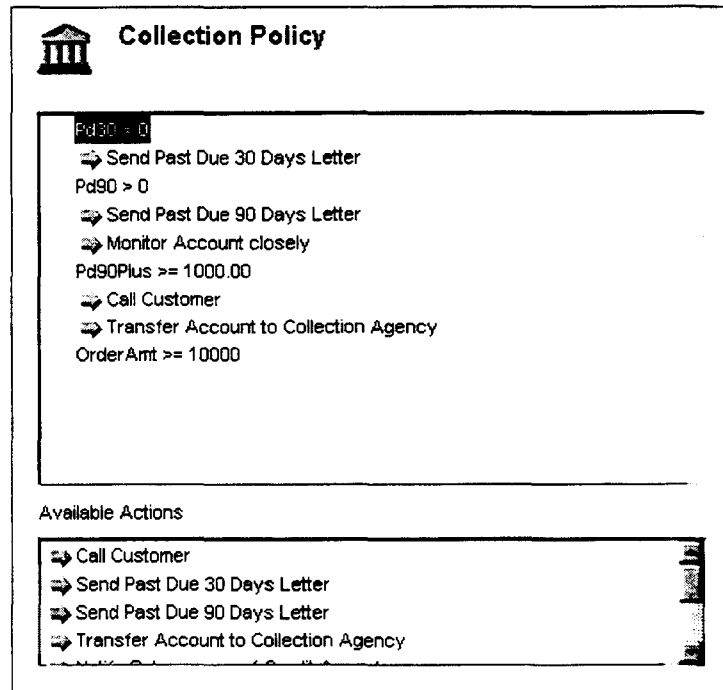 Collection Policy
Pd30 > 0
Send Past Due 30 Days Letter
Pd90 > 0
Send Past Due 90 Days Letter
Monitor Account closely
Pd90Plus >= 1000.00
Call Customer
Transfer Account to Collection Agency
OrderAmt >= 10000
Available Actions
Call Customer
Send Past Due 30 Days Letter
Send Past Due 90 Days Letter
Transfer Account to Collection Agency